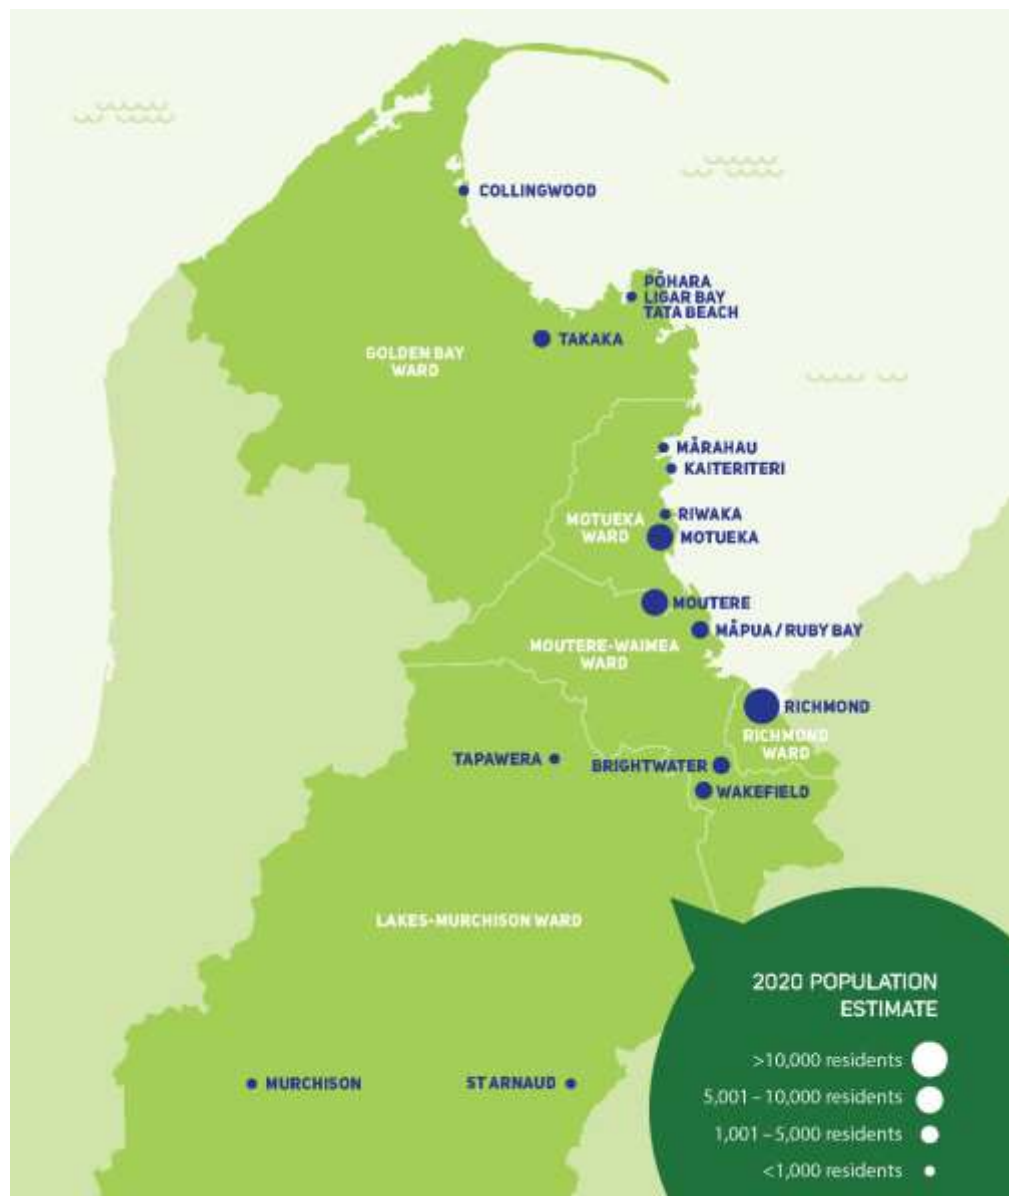 COLLINGWOOD
PŌHARA
LIGAR BAY
TATA BEACH
TAKAKA
GOLDEN BAY
WARD
MĀRAHAU
KAITERITERI
RIWAKA
MOTUEKA
WARD
MOTUEKA
MOUTERE
MĀPUA / RUBY BAY
MOUTERE-WAIMEA
WARD
RICHMOND
RICHMOND
WARD
TAPAWERA
BRIGHTWATER
WAKEFIELD
LAKES-MURCHISON WARD
2020 POPULATION
ESTIMATE
>10,000 residents
5,001 – 10,000 residents
1,001 – 5,000 residents
<1,000 residents
MURCHISON
ST ARNAUD